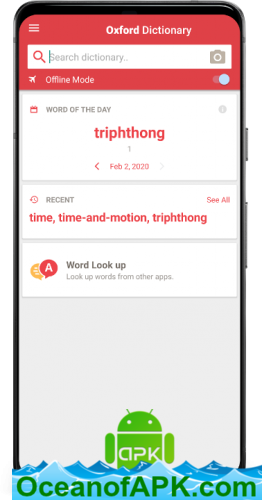 Oxford Dictionary
Search dictionary..
Offline Mode
WORD OF THE DAY
triphthong
1
Feb 2, 2020
RECENT
See All
time, time-and-motion, triphthong
A
Word Look up
Look up words from other apps.
apk
OceanofAPK.com